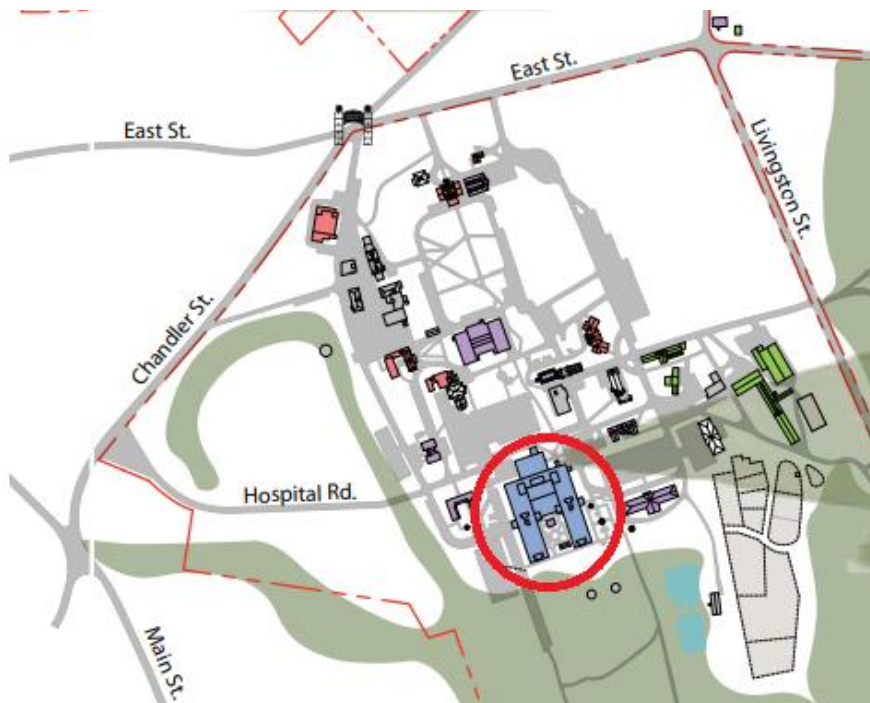 East St.
East St.
Livingston St.
Chandler St.
Hospital Rd.
Main St.